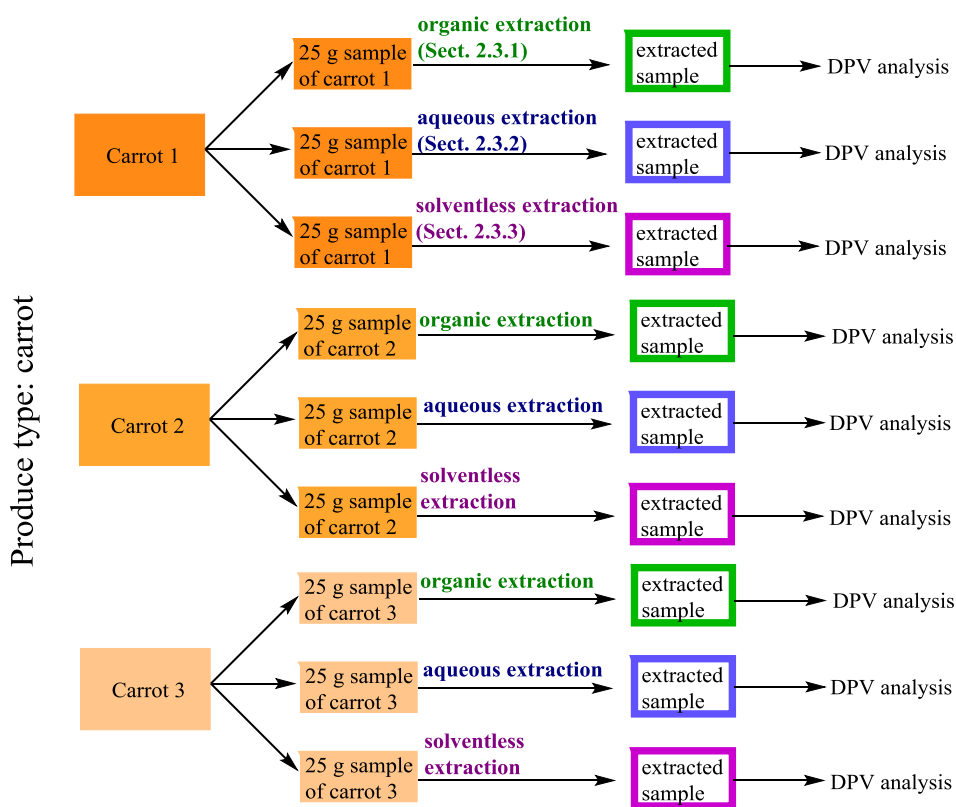 Produce type: carrot
Carrot 1
25 g sample
of carrot 1
organic extraction
(Sect. 2.3.1)
extracted
sample
DPV analysis
25 g sample
of carrot 1
aqueous extraction
(Sect. 2.3.2)
extracted
sample
DPV analysis
25 g sample
of carrot 1
solventless extraction
(Sect. 2.3.3)
extracted
sample
DPV analysis
Carrot 2
25 g sample
of carrot 2
organic extraction
extracted
sample
DPV analysis
25 g sample
of carrot 2
aqueous extraction
extracted
sample
DPV analysis
25 g sample
of carrot 2
solventless
extraction
extracted
sample
DPV analysis
Carrot 3
25 g sample
of carrot 3
organic extraction
extracted
sample
DPV analysis
25 g sample
of carrot 3
aqueous extraction
extracted
sample
DPV analysis
25 g sample
of carrot 3
solventless
extraction
extracted
sample
DPV analysis